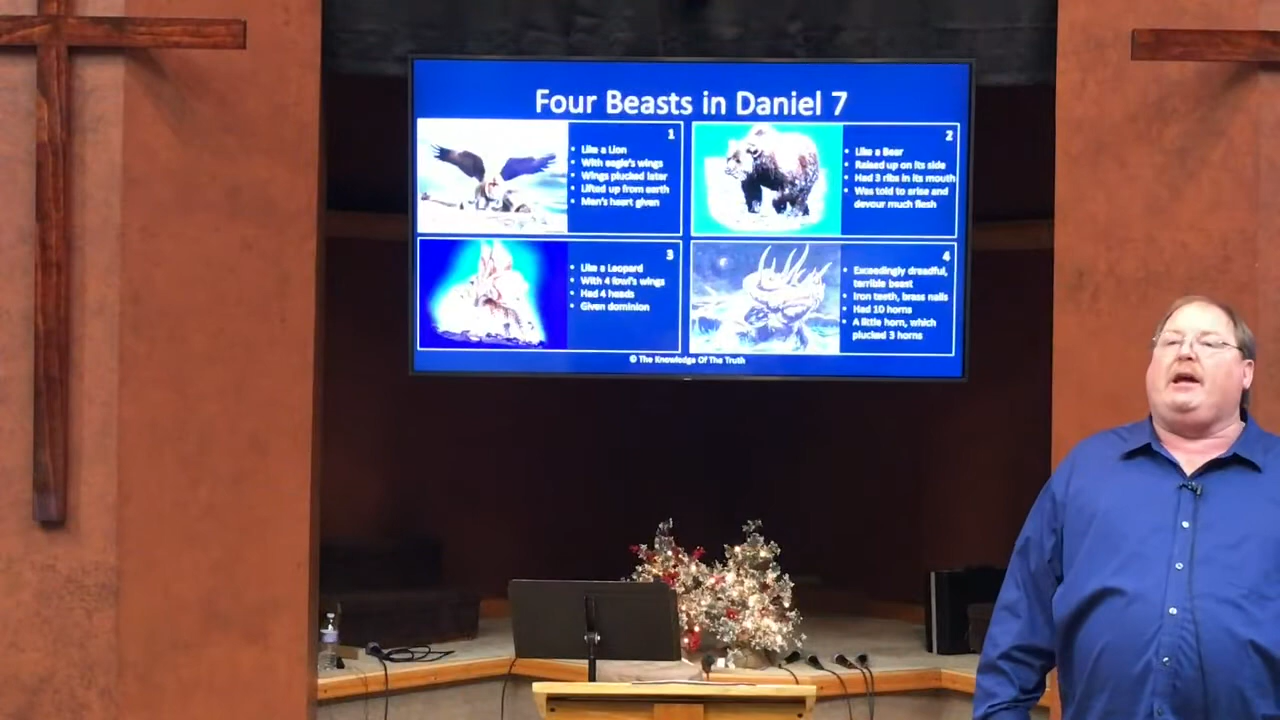 Four Beasts in Daniel 7
1
• Like a Lion
• With eagle's wings
• Wings plucked later
• Lifted up from earth
• Man's heart given
2
• Like a Bear
• Raised up on its side
• Had 3 ribs in its mouth
• Was told to arise and
devour much flesh
3
• Like a Leopard
• With 4 fowl's wings
• Had 4 heads
• Given dominion
4
• Exceedingly dreadful,
terrible beast
• Iron teeth, brass nails
• Had 10 horns
• A little horn, which
plucked 3 horns
© The Knowledge Of The Truth